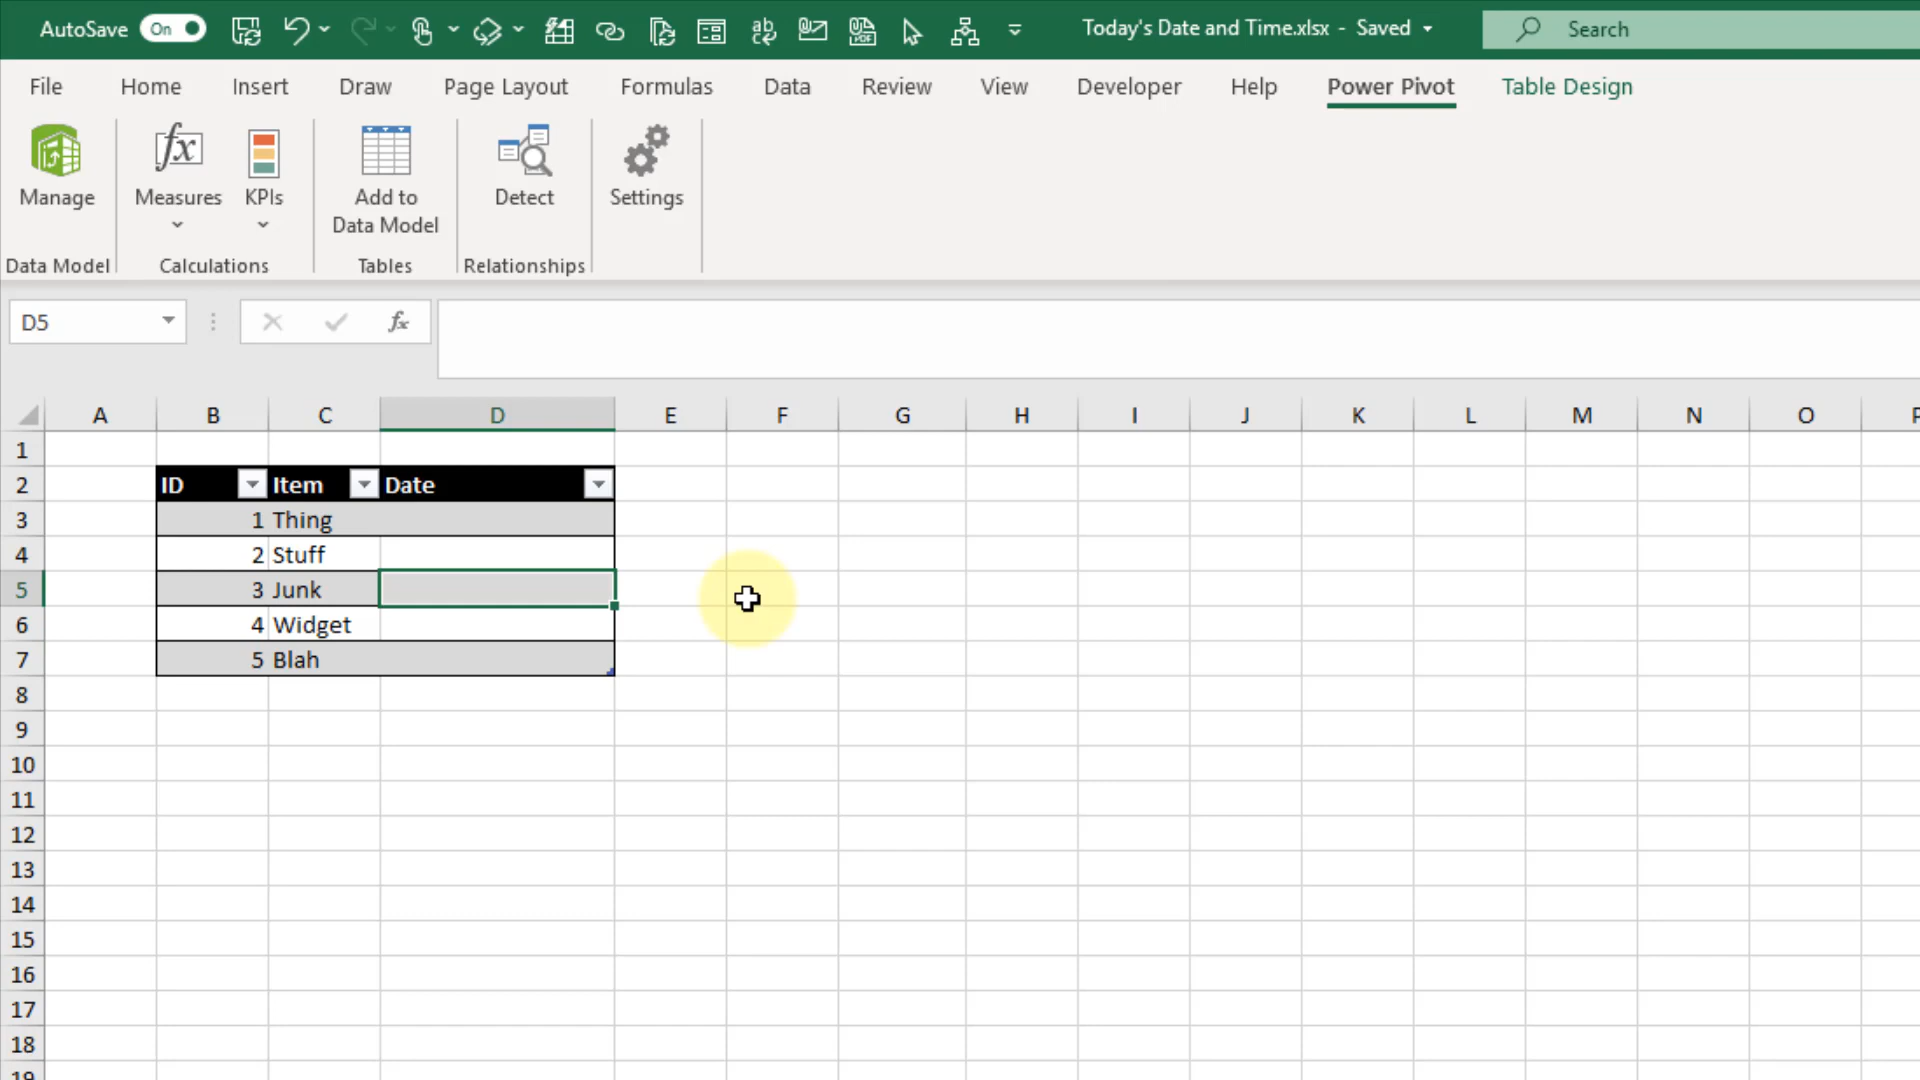 AutoSave On Today's Date and Time.xlsx - Saved Search
File Home Insert Draw Page Layout Formulas Data Review View Developer Help Power Pivot Table Design
Manage Measures KPIs Add to Data Model Detect Settings
Data Model Calculations Tables Relationships
D5 fx
A B C D E F G H I J K L M N O P
1
2 ID Item Date
3 1 Thing
4 2 Stuff
5 3 Junk
6 4 Widget
7 5 Blah
8
9
10
11
12
13
14
15
16
17
18
19